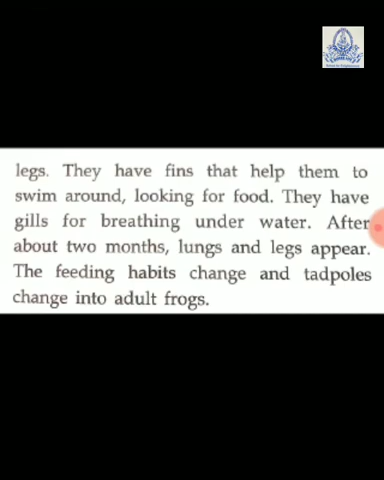 legs. They have fins that help them to
swim around, looking for food. They have
gills for breathing under water. After
about two months, lungs and legs appear.
The feeding habits change and tadpoles
change into adult frogs.